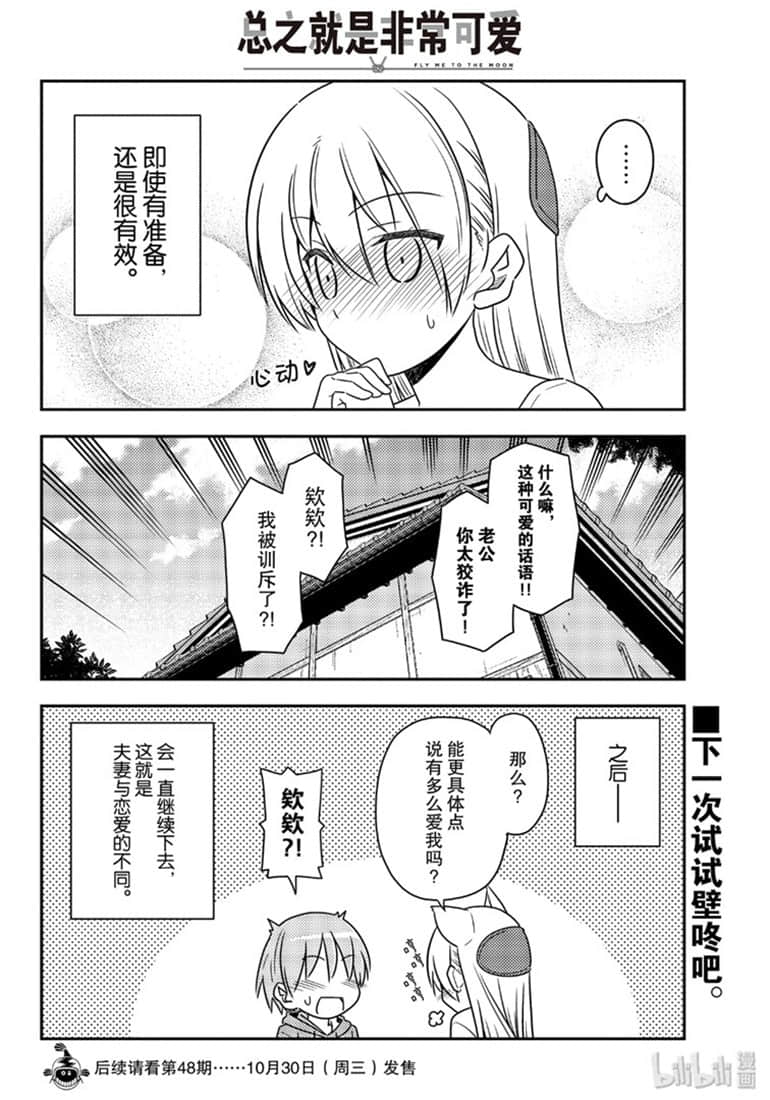 总之就是非常可爱
FLY ME TO THE MOON
……
即使有准备，
还是很有效。
心动♥
什么嘛，
这种可爱的话语!!
老公
你太狡诈了！
欸欸?!
我被训斥了?!
之后——
那么？
能更具体点
说有多么爱我吗？
欸欸?!
会一直继续下去，
这就是
夫妻与恋爱的不同。
■下一次试试壁咚吧。
后续请看第48期……10月30日（周三）发售
bilibili漫画